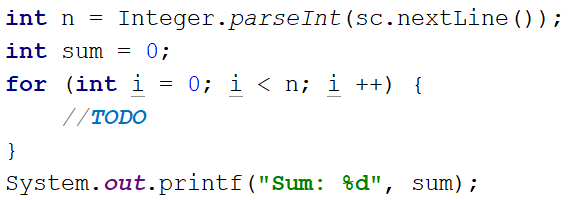 int n = Integer.parseInt(sc.nextLine());
int sum = 0;
for (int i = 0; i < n; i ++) {
    //TODO
}
System.out.printf("Sum: %d", sum);